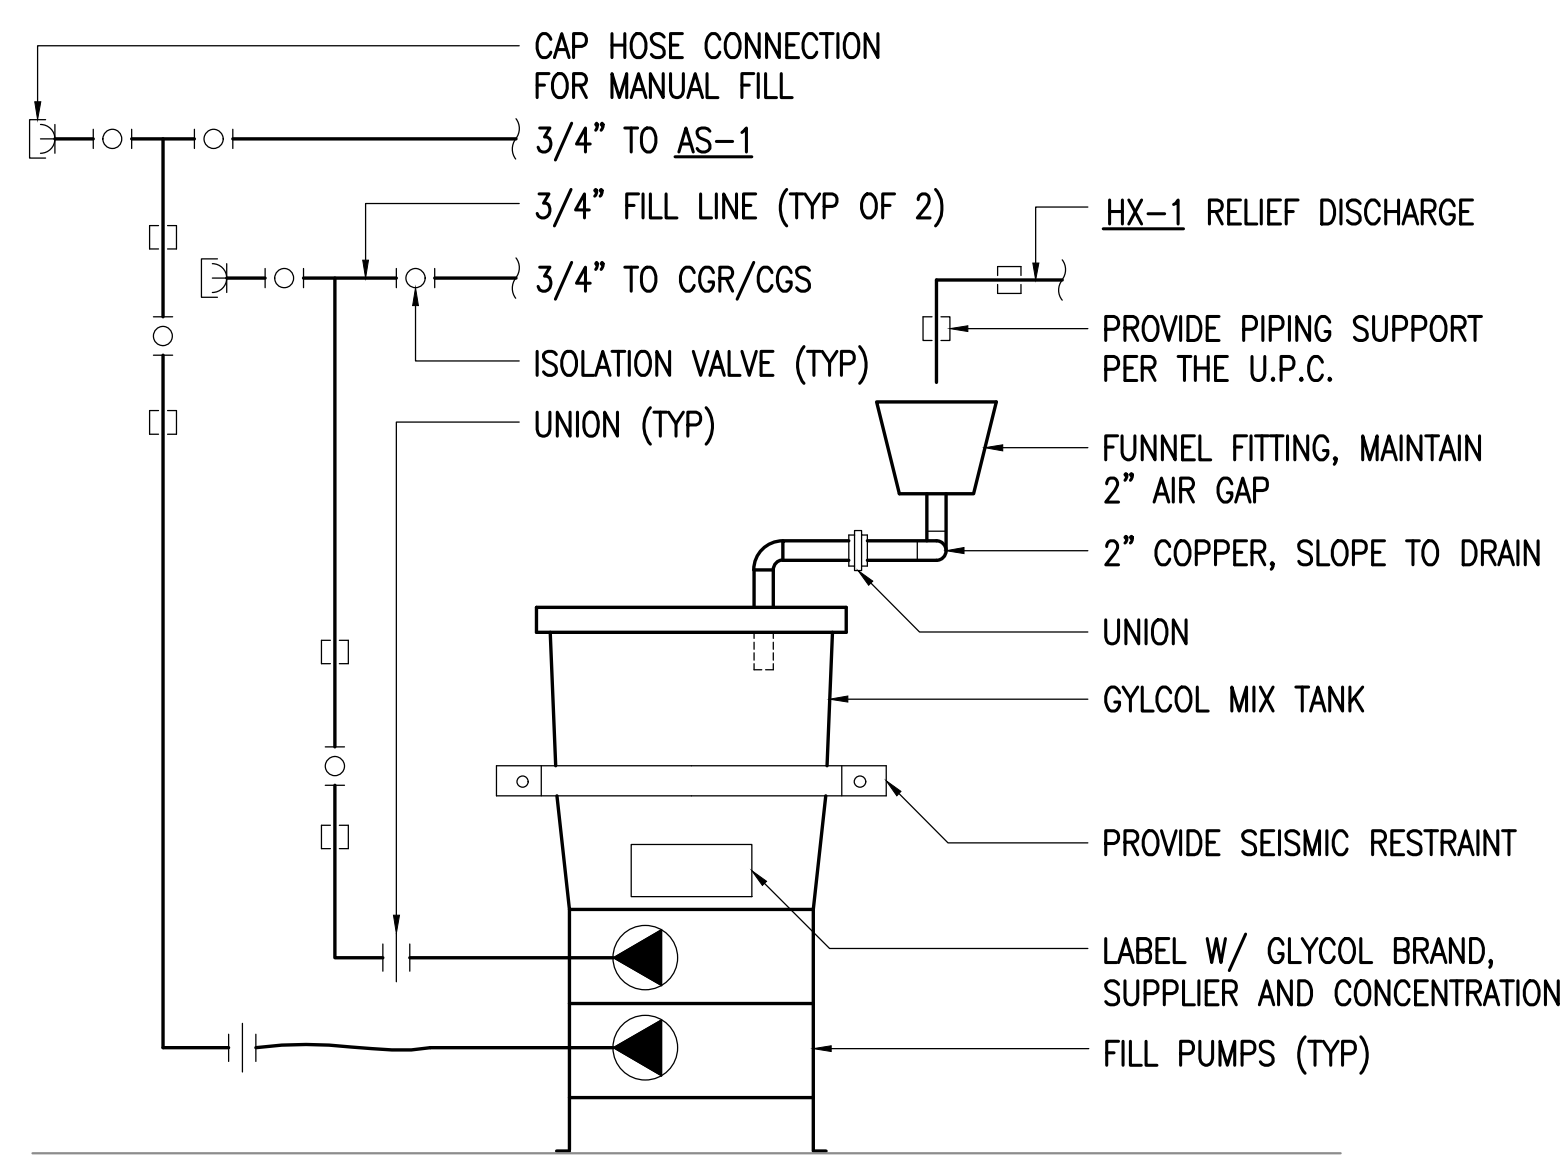 CAP HOSE CONNECTION
FOR MANUAL FILL
3/4" TO AS-1
3/4" FILL LINE (TYP OF 2)
3/4" TO CGR/CGS
ISOLATION VALVE (TYP)
UNION (TYP)
HX-1 RELIEF DISCHARGE
PROVIDE PIPING SUPPORT
PER THE U.P.C.
FUNNEL FITTING, MAINTAIN
2" AIR GAP
2" COPPER, SLOPE TO DRAIN
UNION
GYLCOL MIX TANK
PROVIDE SEISMIC RESTRAINT
LABEL W/ GLYCOL BRAND,
SUPPLIER AND CONCENTRATION
FILL PUMPS (TYP)